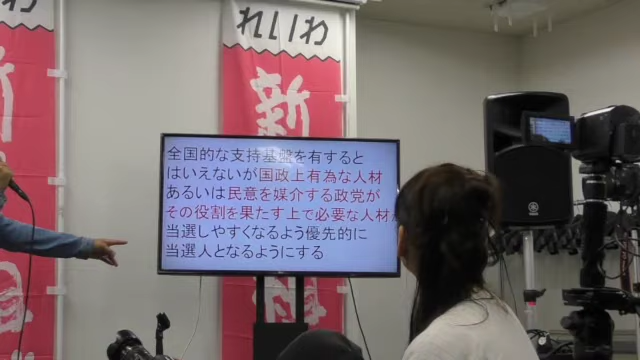 れいわ
新
新
全国的な支持基盤を有すると
はいえないが国政上有為な人材
あるいは民意を媒介する政党が
その役割を果たす上で必要な人材が
当選しやすくなるよう優先的に
当選人となるようにする